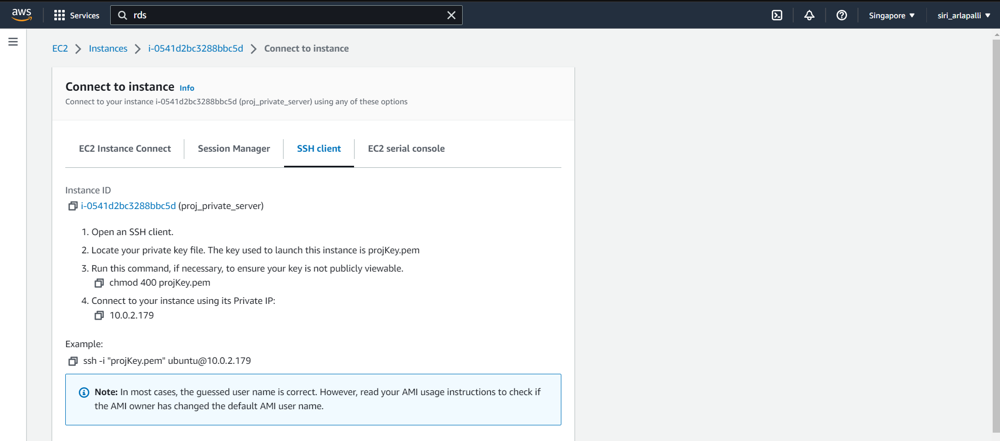 aws Services rds Singapore siri_arlapalli
EC2 Instances i-0541d2bc3288bbc5d Connect to instance
Connect to instance Info
Connect to your instance i-0541d2bc3288bbc5d (proj_private_server) using any of these options
EC2 Instance Connect Session Manager SSH client EC2 serial console
Instance ID
i-0541d2bc3288bbc5d (proj_private_server)
1. Open an SSH client.
2. Locate your private key file. The key used to launch this instance is projKey.pem
3. Run this command, if necessary, to ensure your key is not publicly viewable.
chmod 400 projKey.pem
4. Connect to your instance using its Private IP:
10.0.2.179
Example:
ssh -i "projKey.pem" ubuntu@10.0.2.179
Note: In most cases, the guessed user name is correct. However, read your AMI usage instructions to check if
the AMI owner has changed the default AMI user name.